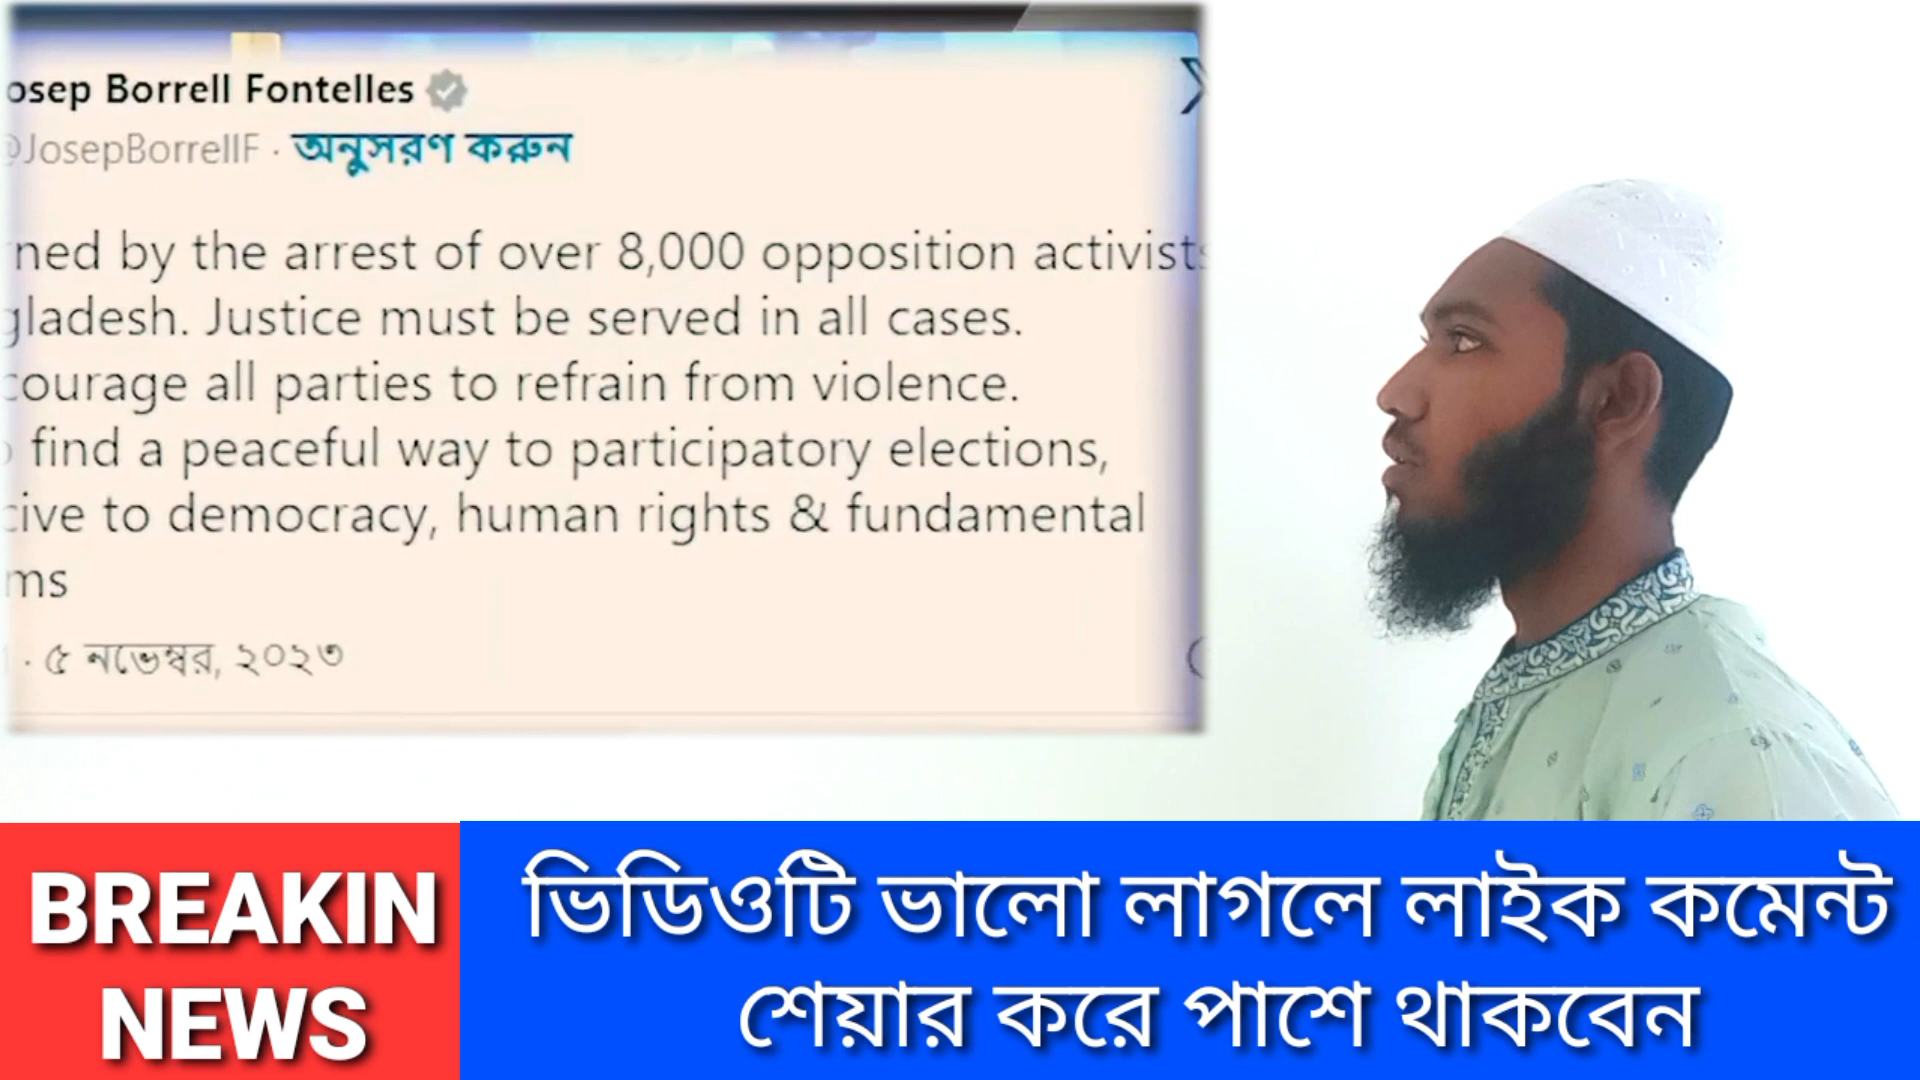 osep Borrell Fontelles
@JosepBorrellF · অনুসরণ করুন
ned by the arrest of over 8,000 opposition activists
gladesh. Justice must be served in all cases.
courage all parties to refrain from violence.
find a peaceful way to participatory elections,
cive to democracy, human rights & fundamental
ms
· ৫ নভেম্বর, ২০২৩
BREAKIN
NEWS
ভিডিওটি ভালো লাগলে লাইক কমেন্ট
শেয়ার করে পাশে থাকবেন